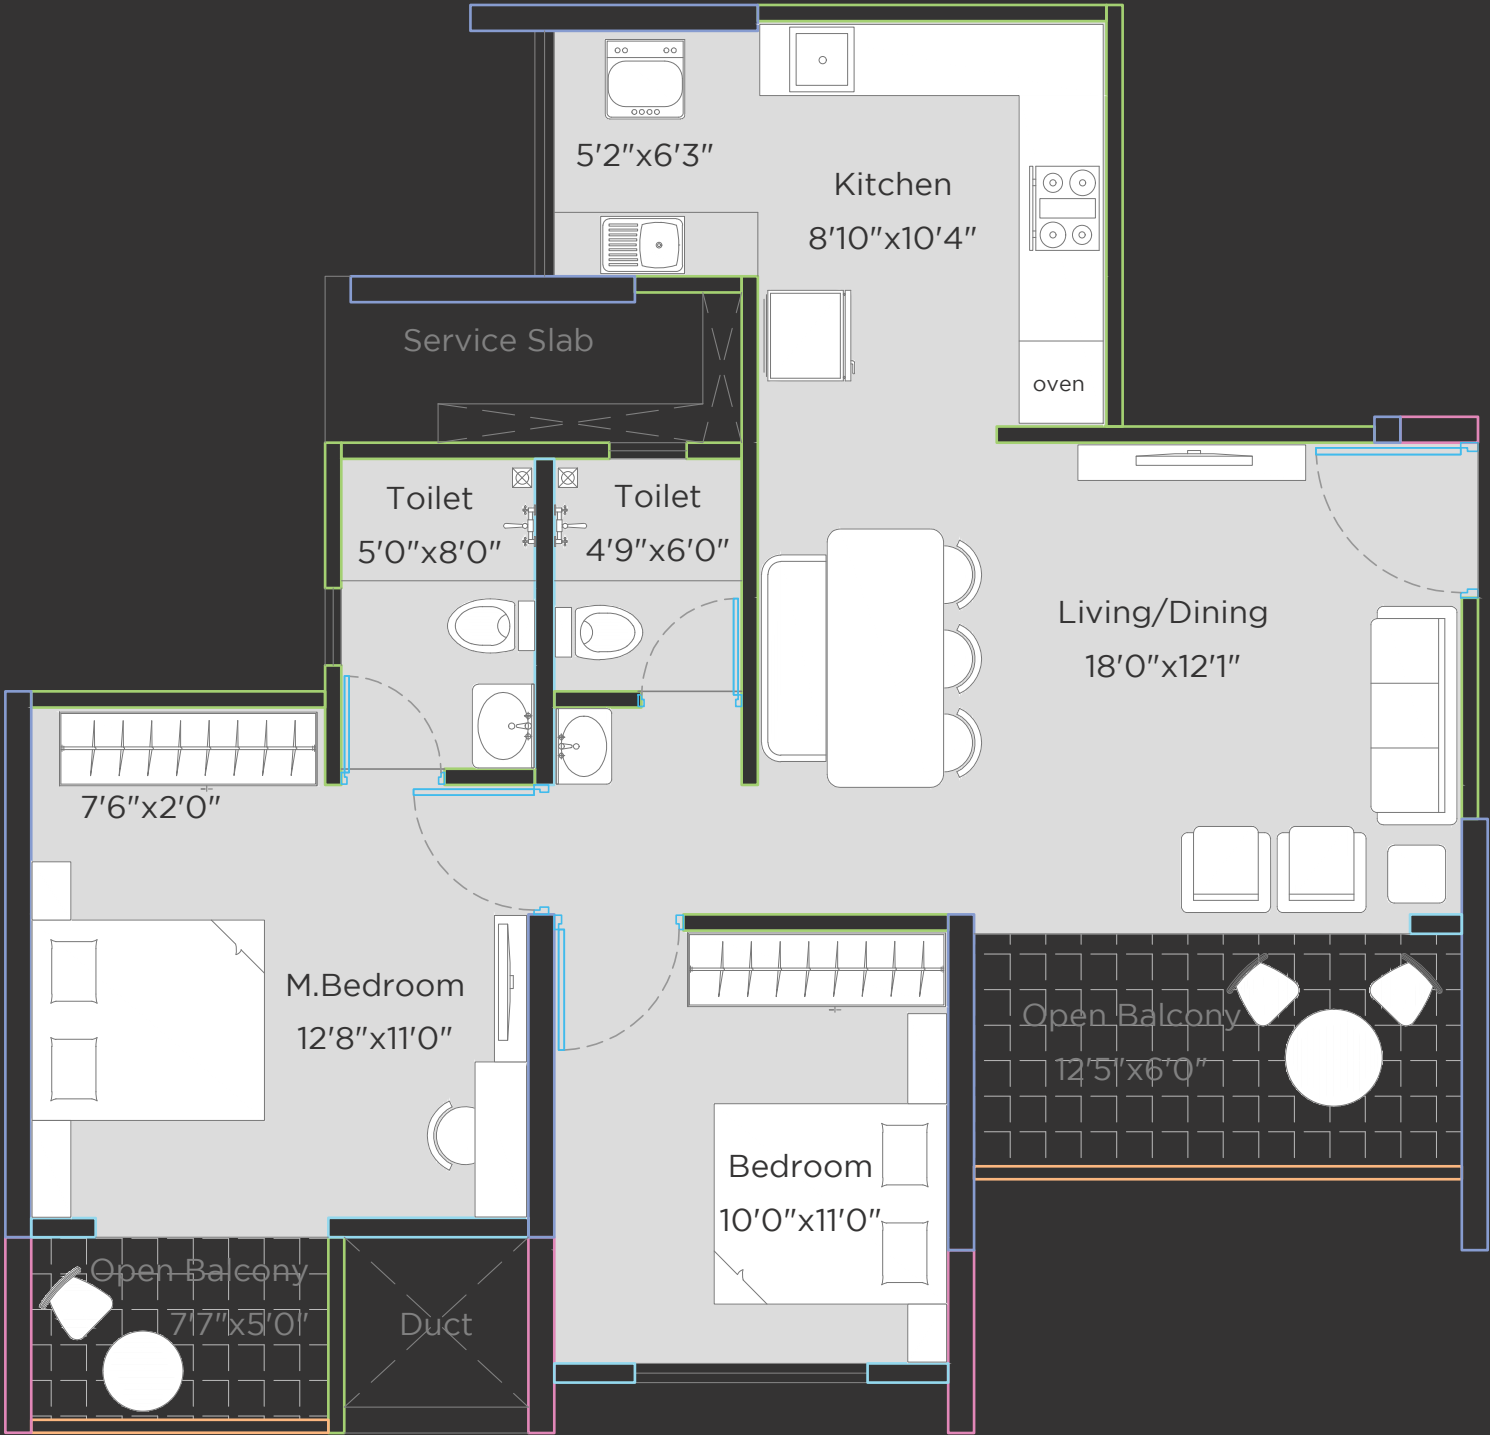 5'2"x6'3"
Kitchen
8'10"x10'4"
Service Slab
oven
Toilet
5'0"x8'0"
Toilet
4'9"x6'0"
Living/Dining
18'0"x12'1"
7'6"x2'0"
M.Bedroom
12'8"x11'0"
Open Balcony
12'5"x6'0"
Bedroom
10'0"x11'0"
Open Balcony
7'7"x5'0"
Duct